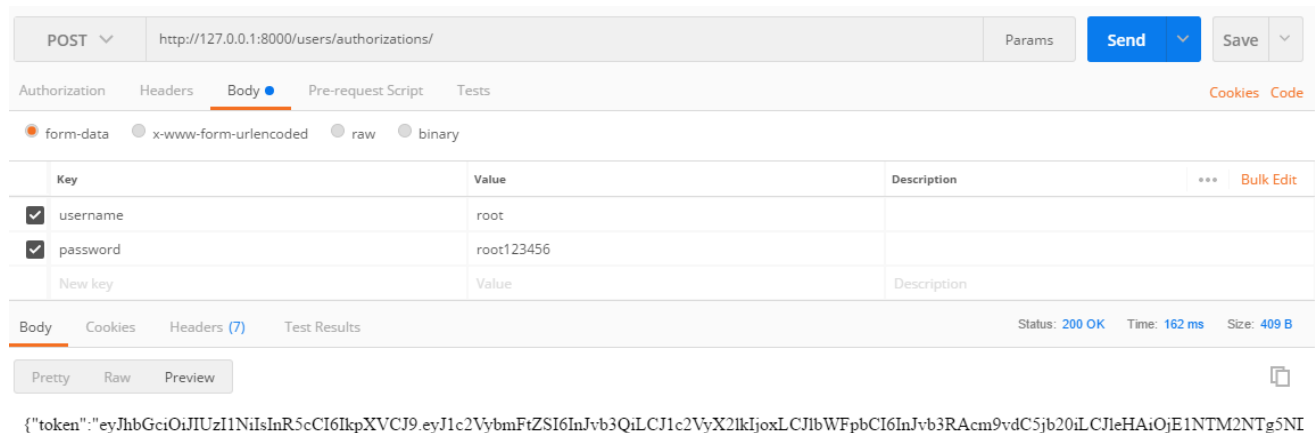 POST http://127.0.0.1:8000/users/authorizations/ Params Send Save
Authorization Headers Body Pre-request Script Tests Cookies Code
form-data x-www-form-urlencoded raw binary
Key Value Description ••• Bulk Edit
username root
password root123456
New key Value Description
Body Cookies Headers (7) Test Results Status: 200 OK Time: 162 ms Size: 409 B
Pretty Raw Preview
{"token":"eyJhbGciOiJIUzI1NiIsInR5cCI6IkpXVCJ9.eyJ1c2VybmFtZSI6InJvb3QiLCJ1c2VyX2lkIjoxLCJlbWFpbCI6InJvb3RAcm9vdC5jb20iLCJleHAiOjE1NTM2NTg5NI